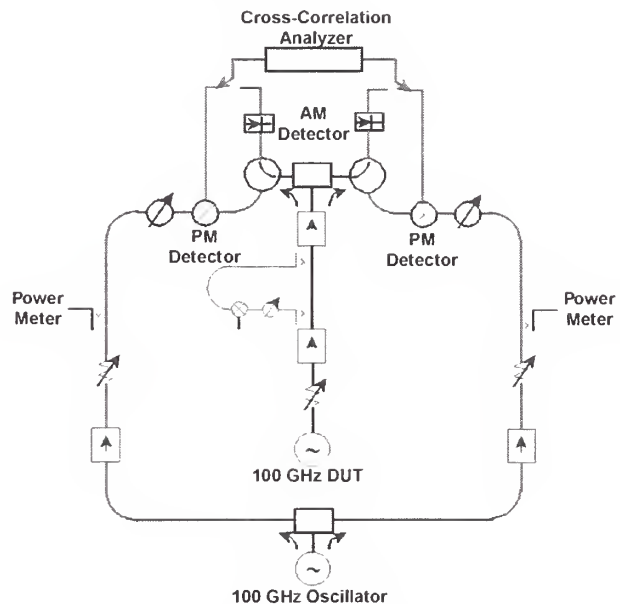 Cross-Correlation
Analyzer
AM
Detector
PM
Detector
PM
Detector
Power
Meter
Power
Meter
100 GHz DUT
100 GHz Oscillator